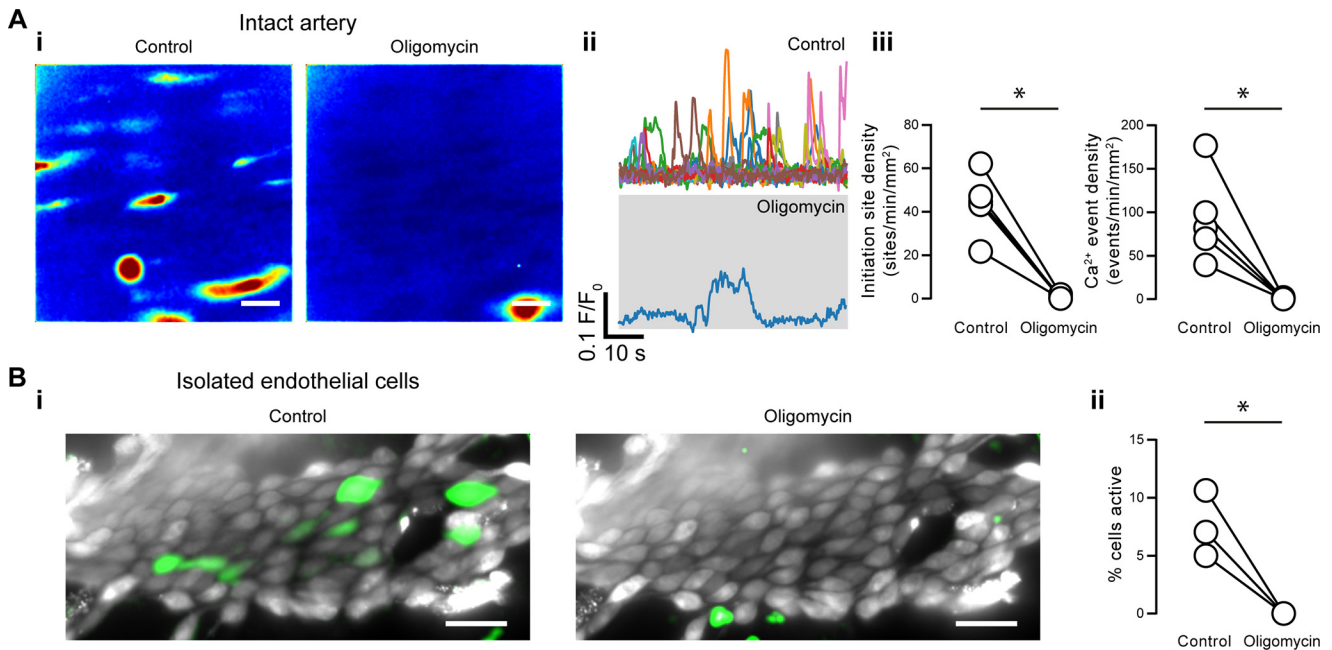 A
Intact artery
i
Control
Oligomycin
ii
Control
Oligomycin
0.1 F/F0
10 s
iii
*
Initiation site density
(sites/min/mm²)
80
60
40
20
0
Control
Oligomycin
*
Ca²⁺ event density
(events/min/mm²)
200
150
100
50
0
Control
Oligomycin
B
Isolated endothelial cells
i
Control
Oligomycin
ii
*
% cells active
15
10
5
0
Control
Oligomycin